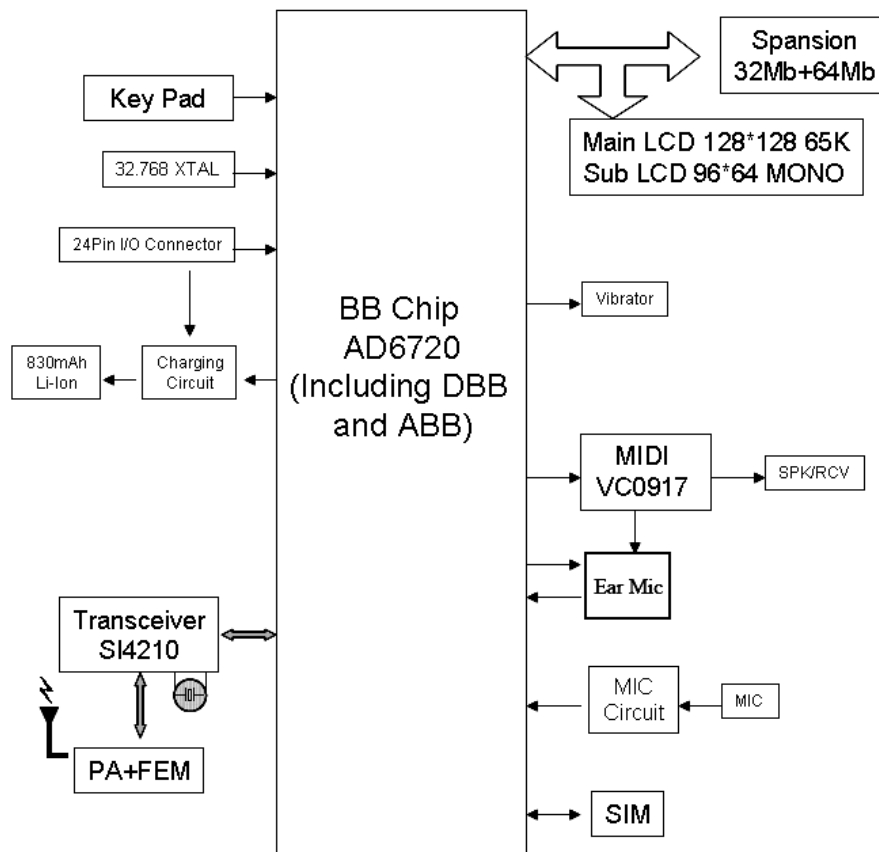 Spansion
32Mb+64Mb
Key Pad
Main LCD 128*128 65K
Sub LCD 96*64 MONO
32.768 XTAL
24Pin I/O Connector
Vibrator
BB Chip
AD6720
(Including DBB
and ABB)
830mAh
Li-Ion
Charging
Circuit
MIDI
VC0917
SPK/RCV
Ear Mic
Transceiver
SI4210
MIC
Circuit
MIC
PA+FEM
SIM